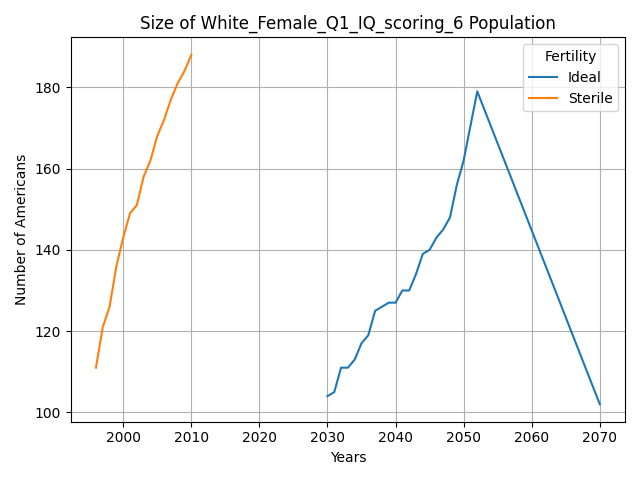 Size of White_Female_Q1_IQ_scoring_6 Population
Fertility
Ideal
Sterile
Number of Americans
180
160
140
120
100
2000
2010
2020
2030
2040
2050
2060
2070
Years